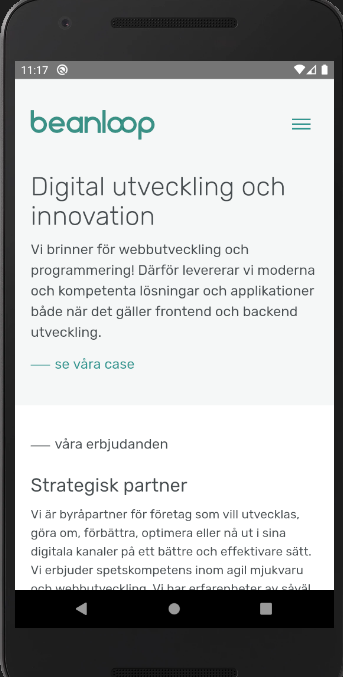 11:17
beanloop
Digital utveckling och
innovation
Vi brinner för webbutveckling och
programmering! Därför levererar vi moderna
och kompetenta lösningar och applikationer
både när det gäller frontend och backend
utveckling.
se våra case
våra erbjudanden
Strategisk partner
Vi är byråpartner för företag som vill utvecklas,
göra om, förbättra, optimera eller nå ut i sina
digitala kanaler på ett bättre och effektivare sätt.
Vi erbjuder spetskompetens inom agil mjukvaru
och webbutveckling. Vi har erfarenheter av såväl